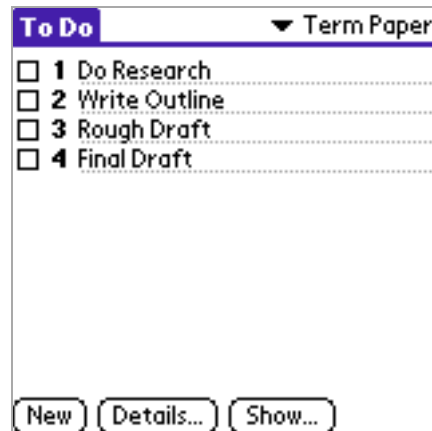 To Do Term Paper
1 Do Research
2 Write Outline
3 Rough Draft
4 Final Draft
New Details... Show...